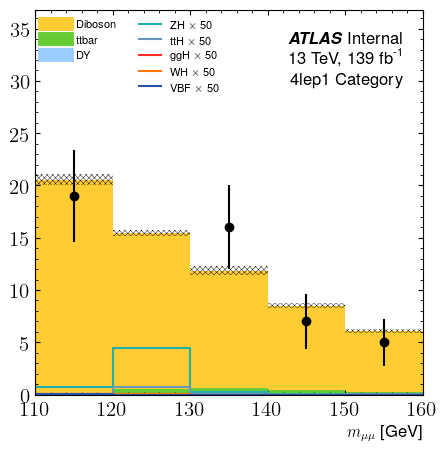 Diboson
ttbar
DY
ZH × 50
ttH × 50
ggH × 50
WH × 50
VBF × 50
ATLAS Internal
13 TeV, 139 fb⁻¹
4lep1 Category
35
30
25
20
15
10
5
0
110 120 130 140 150 160
m_μμ [GeV]